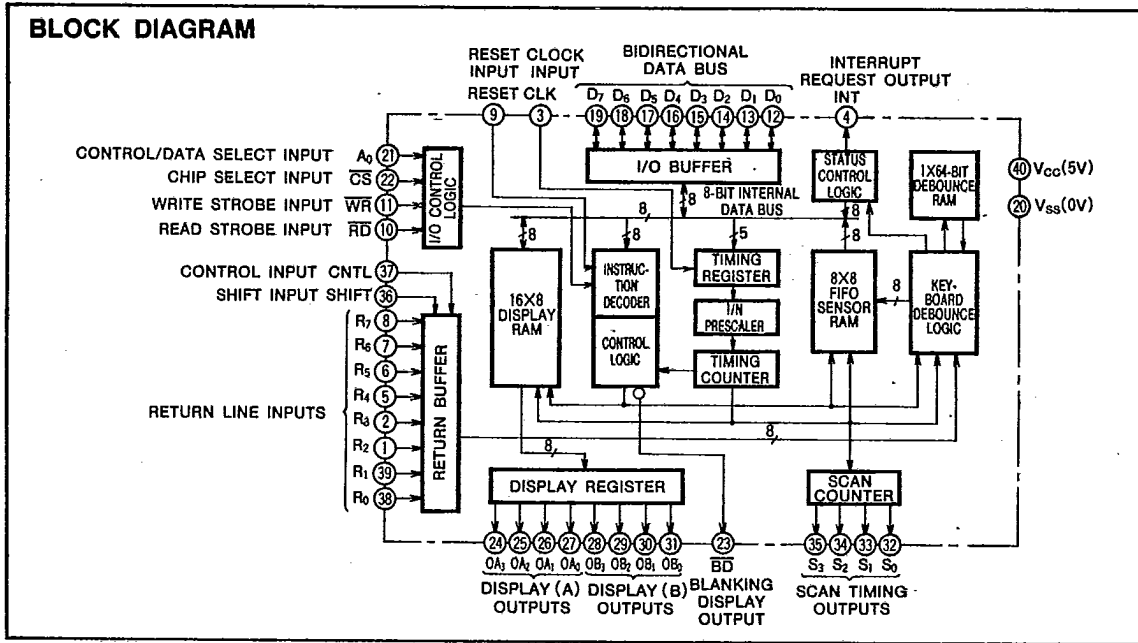 BLOCK DIAGRAM
RESET CLOCK
INPUT INPUT
RESET CLK
BIDIRECTIONAL
DATA BUS
D7 D6 D5 D4 D3 D2 D1 D0
INTERRUPT
REQUEST OUTPUT
INT
9
3
19 18 17 16 15 14 13 12
4
CONTROL/DATA SELECT INPUT A0 21
CHIP SELECT INPUT C̅S̅ 22
WRITE STROBE INPUT W̅R̅ 11
READ STROBE INPUT R̅D̅ 10
I/O CONTROL
LOGIC
I/O BUFFER
8
8-BIT INTERNAL
DATA BUS
STATUS
CONTROL
LOGIC
1X64-BIT
DEBOUNCE
RAM
40 VCC(5V)
20 VSS(0V)
8
8
8
8
5
8
CONTROL INPUT CNTL 37
SHIFT INPUT SHIFT 36
16X8
DISPLAY
RAM
INSTRUC-
TION
DECODER
CONTROL
LOGIC
TIMING
REGISTER
I/N
PRESCALER
TIMING
COUNTER
8X8
FIFO
SENSOR
RAM
8
KEY-
BOARD
DEBOUNCE
LOGIC
RETURN LINE INPUTS
R7 8
R6 7
R5 6
R4 5
R3 2
R2 1
R1 39
R0 38
RETURN BUFFER
8
8
DISPLAY REGISTER
SCAN
COUNTER
24 25 26 27 28 29 30 31
23
35 34 33 32
OA3 OA2 OA1 OA0 OB3 OB2 OB1
B̅D̅
S3 S2 S1 S0
DISPLAY (A)
OUTPUTS
DISPLAY (B)
OUTPUTS
BLANKING
DISPLAY
OUTPUT
SCAN TIMING
OUTPUTS